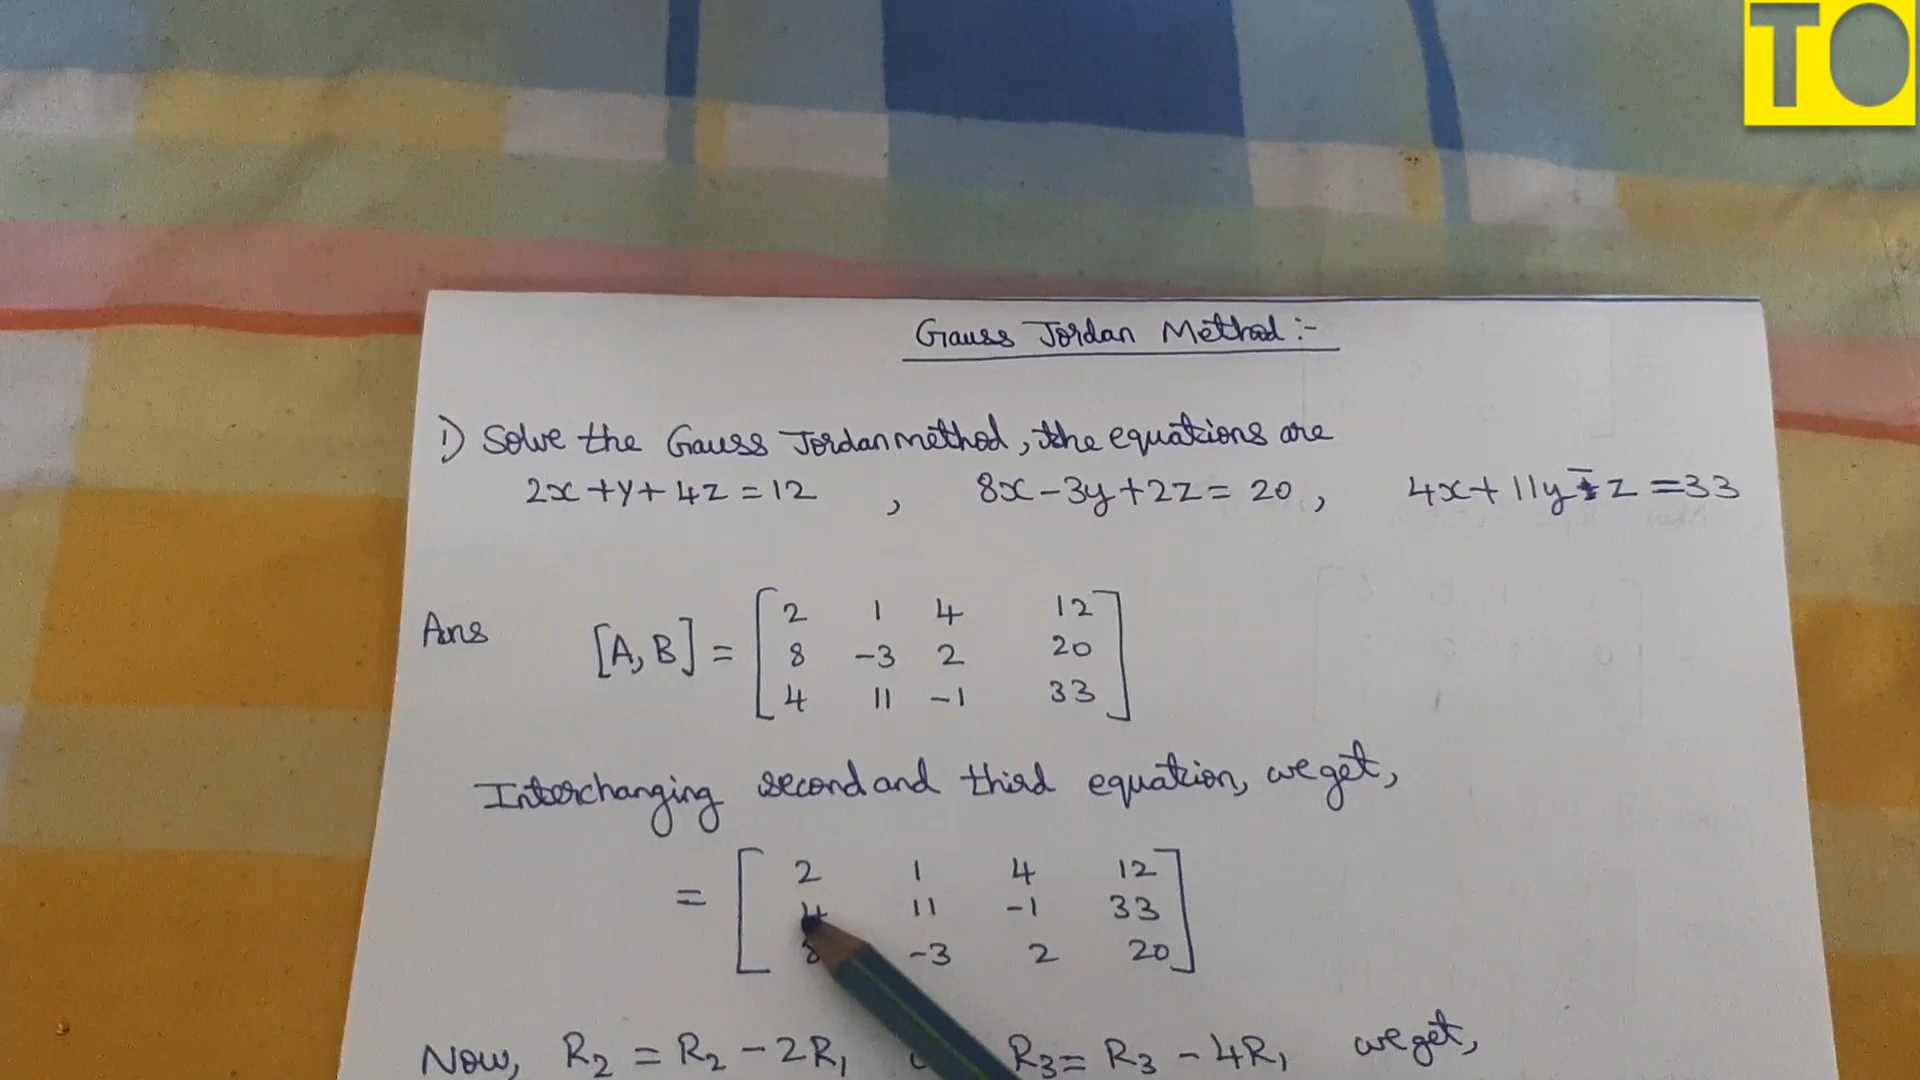 TO
Gauss Jordan Method :-
1) Solve the Gauss Jordan method, the equations are
2x + y + 4z = 12 , 8x - 3y + 2z = 20 , 4x + 11y - z = 33
Ans [A, B] = [ 2 1 4 12
8 -3 2 20
4 11 -1 33 ]
Interchanging second and third equation, we get,
= [ 2 1 4 12
4 11 -1 33
8 -3 2 20 ]
Now, R2 = R2 - 2R1 R3 = R3 - 4R1 we get,